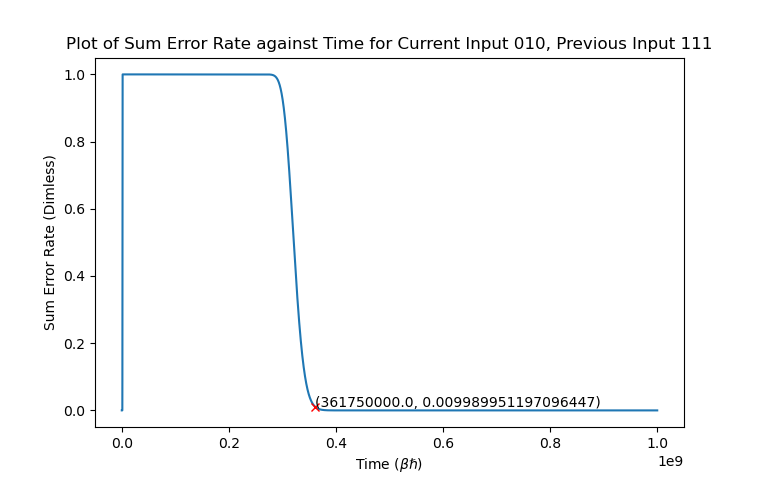 Plot of Sum Error Rate against Time for Current Input 010, Previous Input 111
1.0
0.8
0.6
0.4
0.2
0.0
Sum Error Rate (Dimless)
(361750000.0, 0.009989951197096447)
0.0 0.2 0.4 0.6 0.8 1.0
1e9
Time (βℏ)